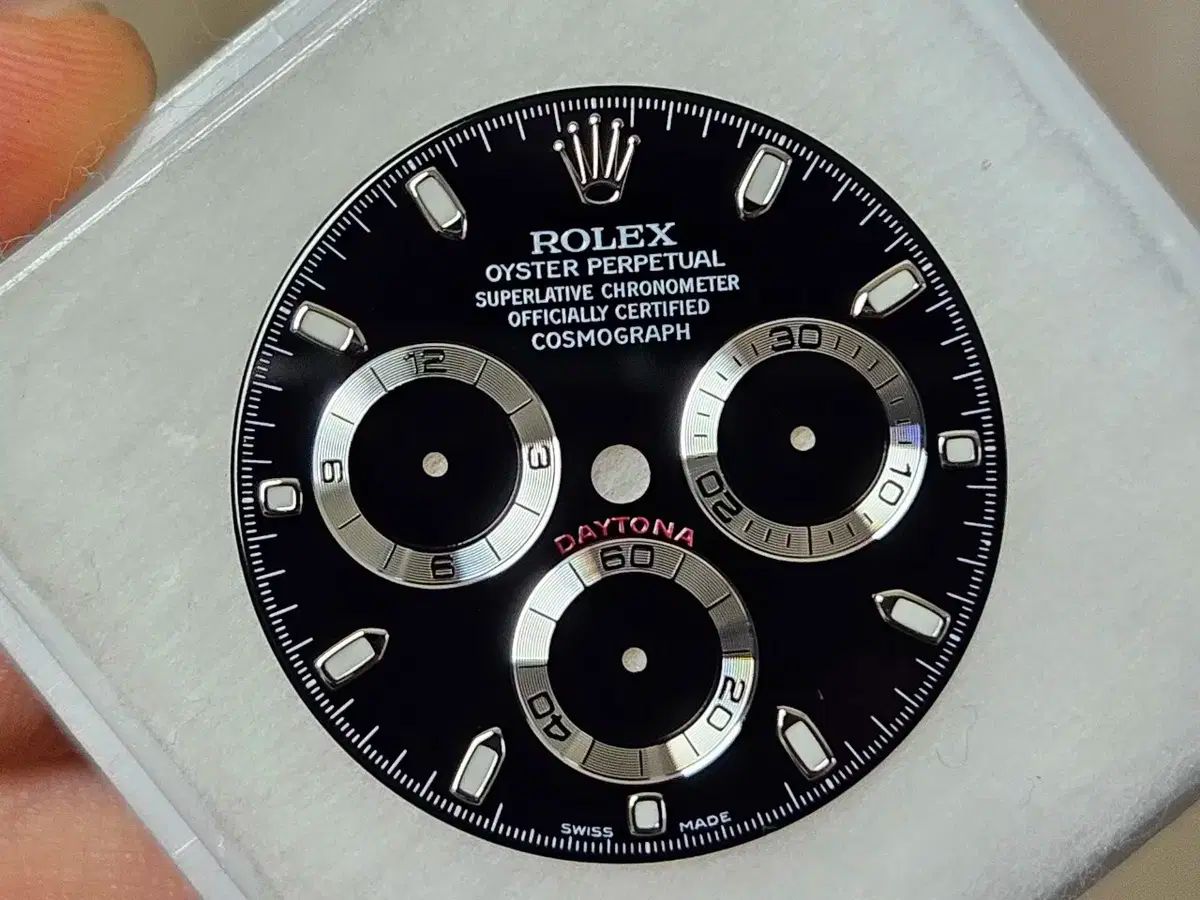 ROLEX
OYSTER PERPETUAL
SUPERLATIVE CHRONOMETER
OFFICIALLY CERTIFIED
COSMOGRAPH
12
3
6
9
30
10
20
DAYTONA
60
20
40
SWISS MADE